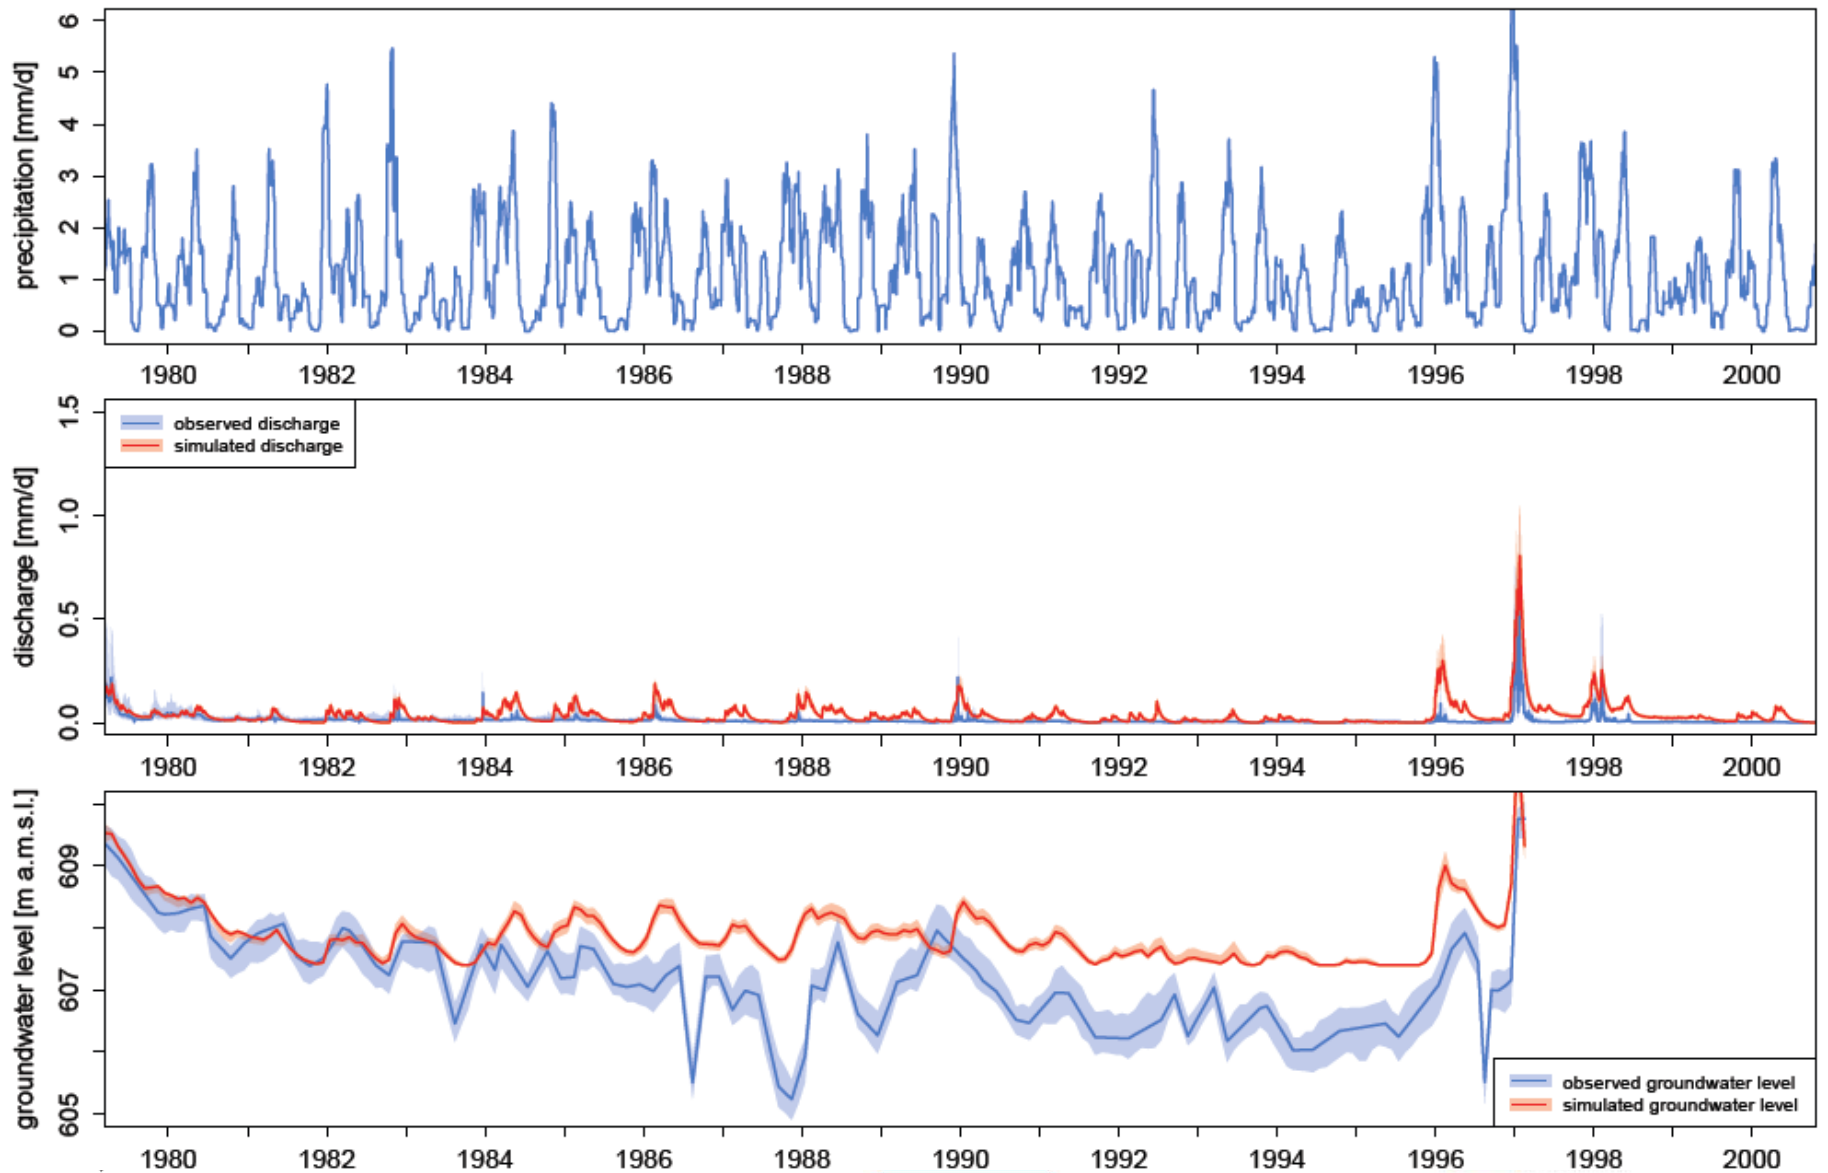 precipitation [mm/d]
6
5
4
3
2
1
0
1980 1982 1984 1986 1988 1990 1992 1994 1996 1998 2000
discharge [mm/d]
1.5
1.0
0.5
0.0
observed discharge
simulated discharge
1980 1982 1984 1986 1988 1990 1992 1994 1996 1998 2000
groundwater level [m a.m.s.l.]
609
607
605
observed groundwater level
simulated groundwater level
1980 1982 1984 1986 1988 1990 1992 1994 1996 1998 2000